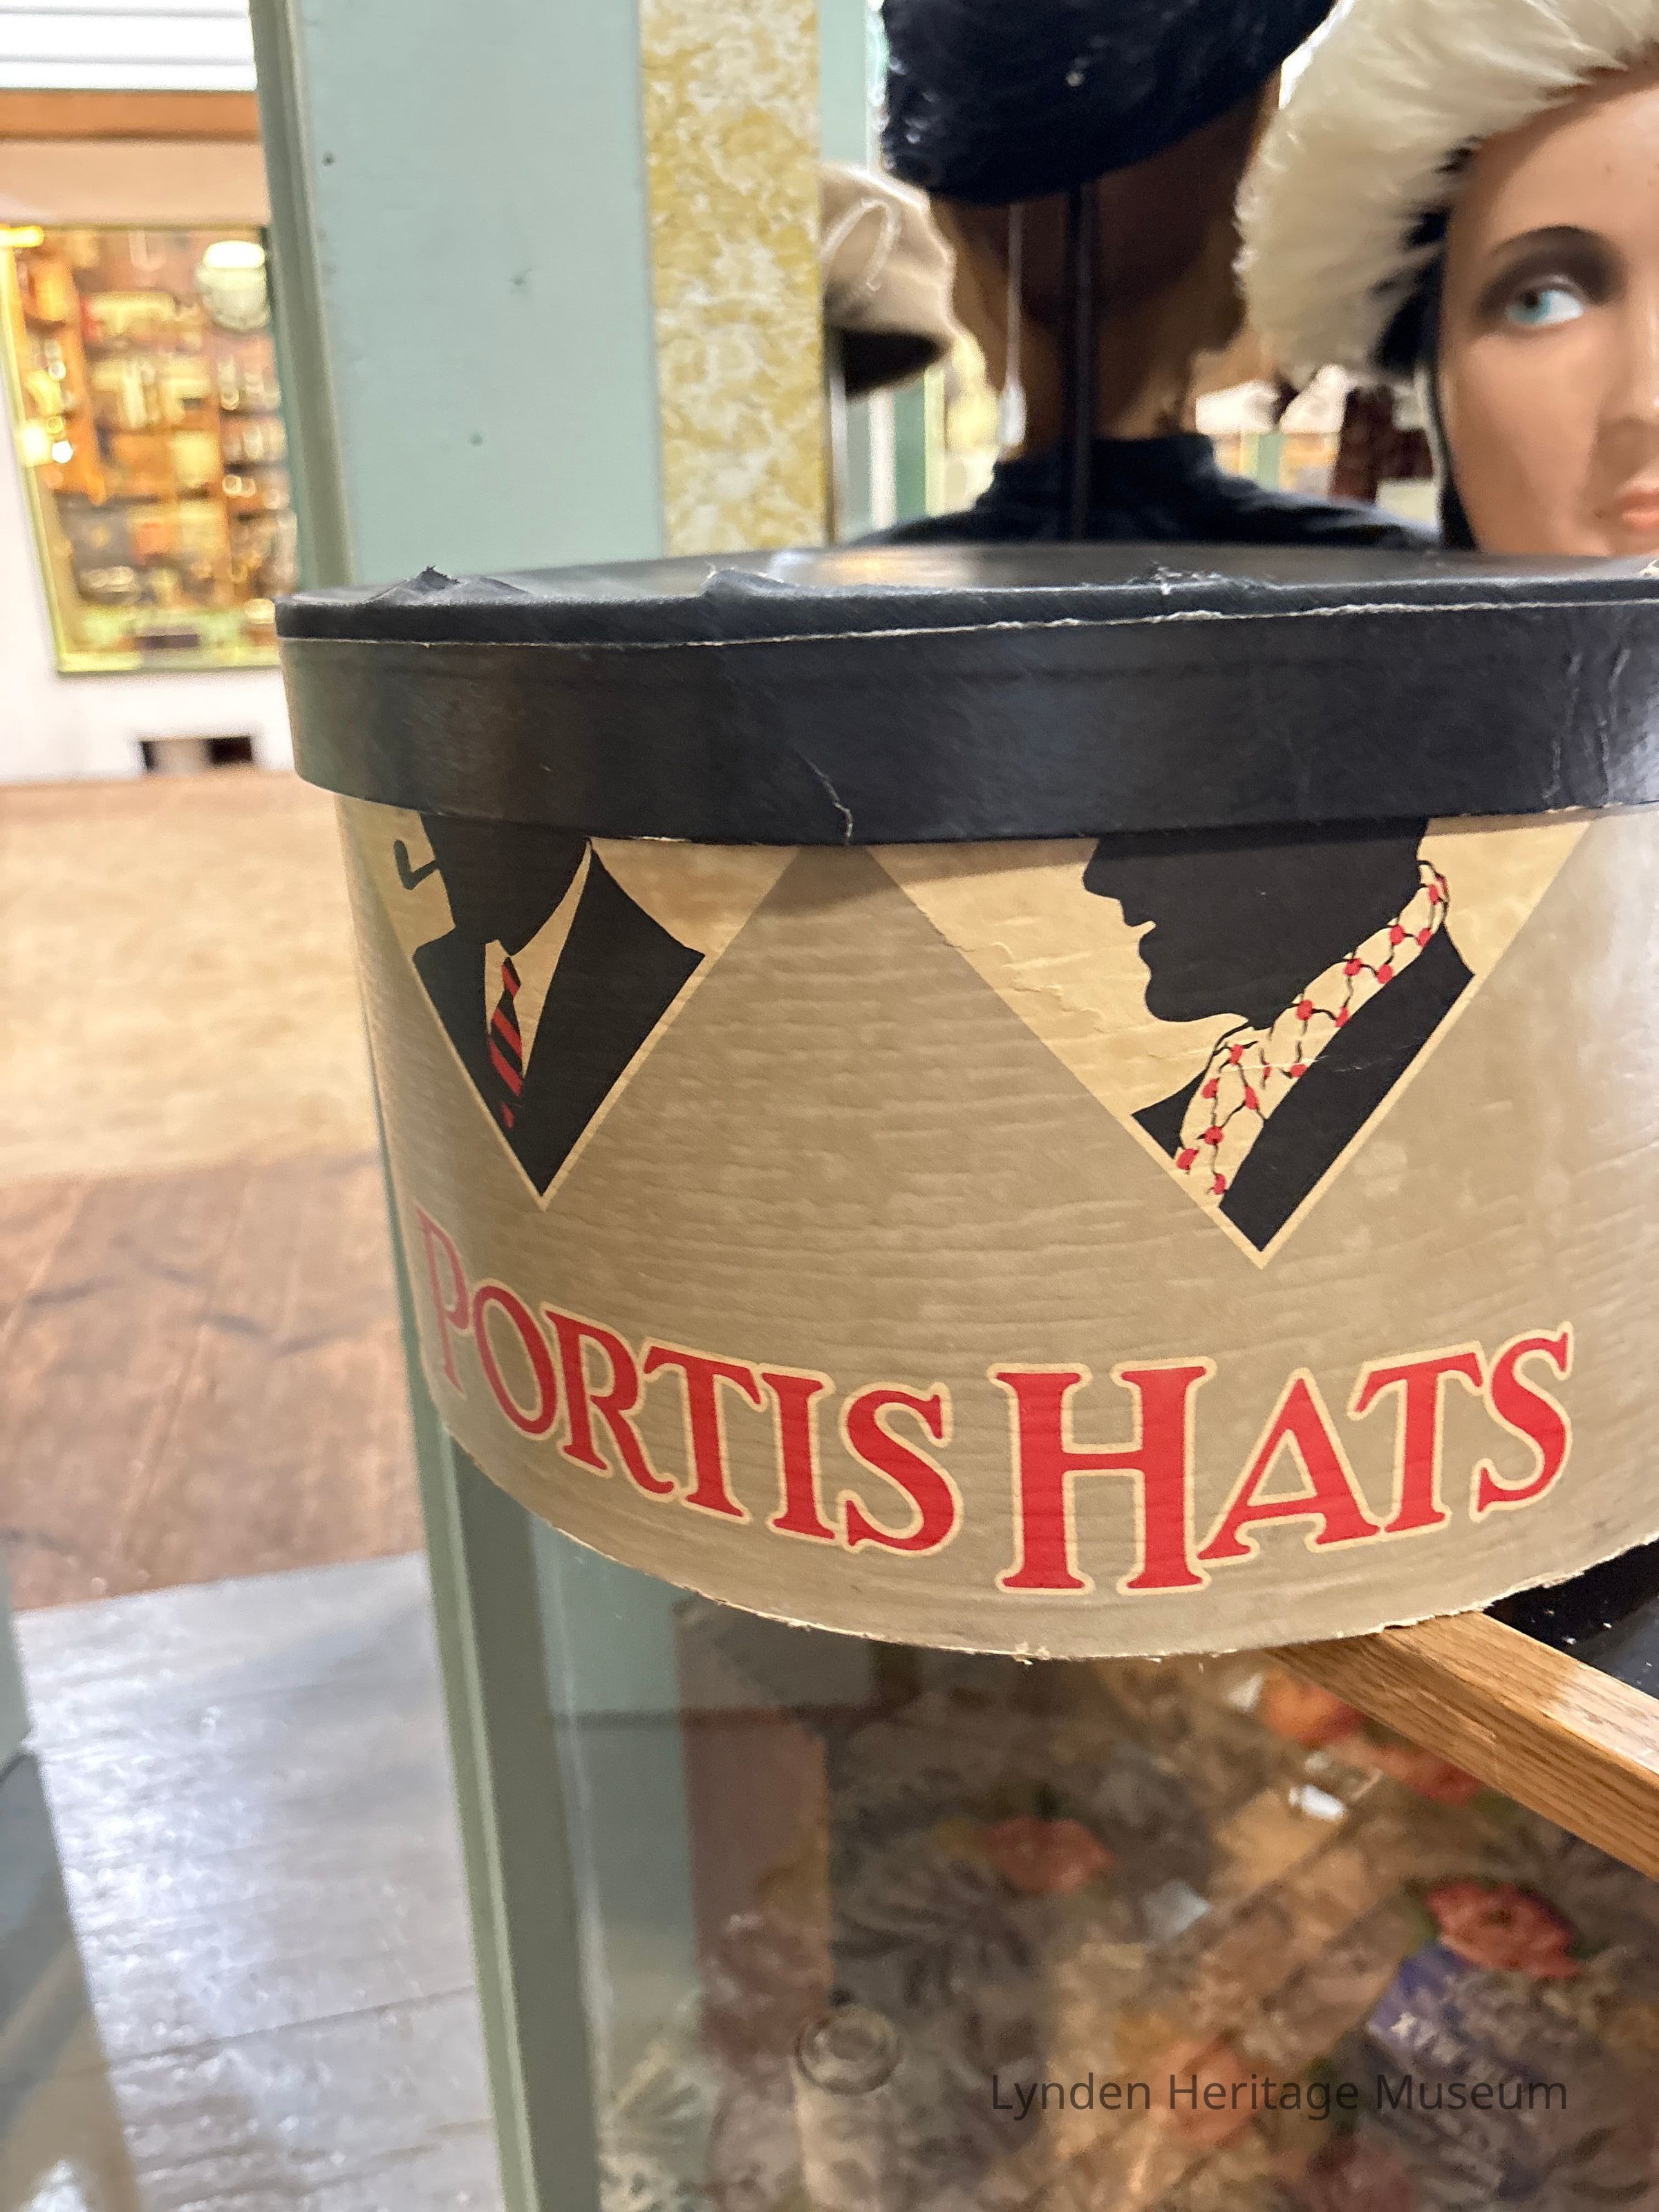 PORTIS HATS
Lynden Heritage Museum